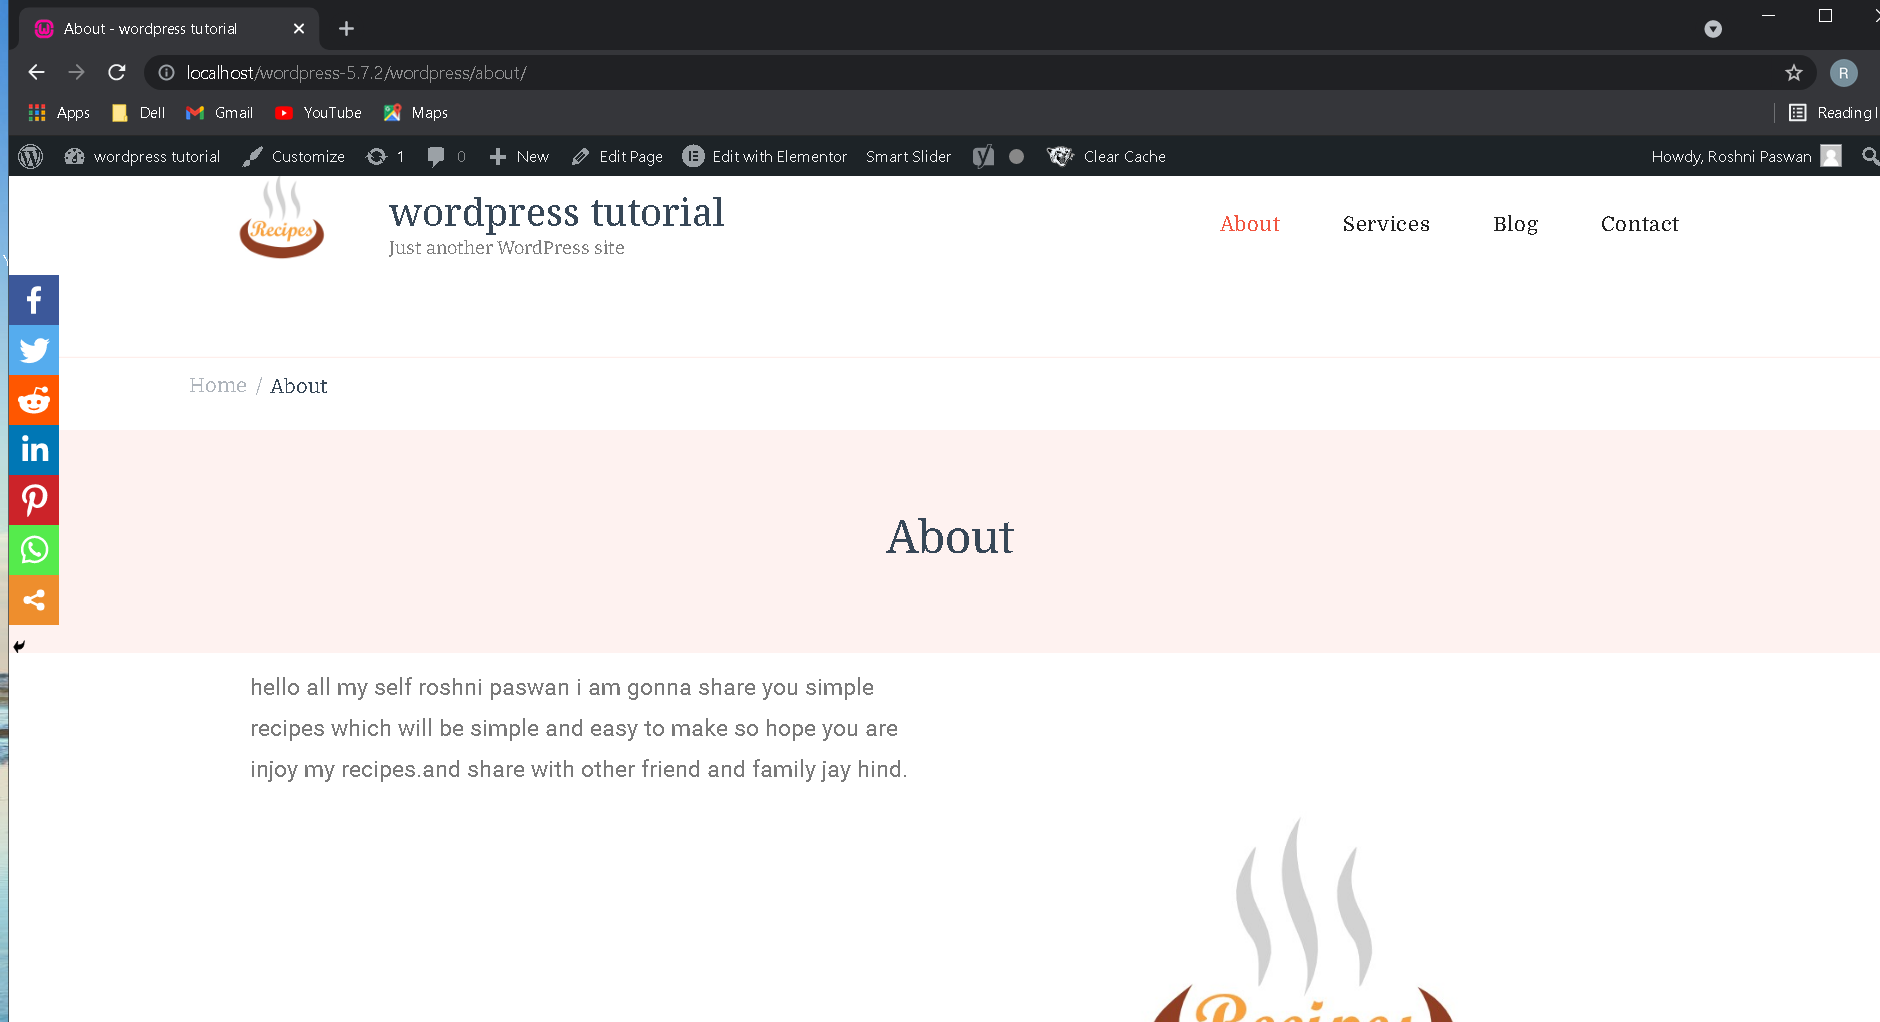 About - wordpress tutorial
localhost/wordpress-5.7.2/wordpress/about/
R
Apps Dell Gmail YouTube Maps Reading
wordpress tutorial Customize 1 0 New Edit Page Edit with Elementor Smart Slider Clear Cache Howdy, Roshni Paswan
Recipes
wordpress tutorial
Just another WordPress site
About Services Blog Contact
Home / About
About
hello all my self roshni paswan i am gonna share you simple
recipes which will be simple and easy to make so hope you are
injoy my recipes.and share with other friend and family jay hind.
Recipes